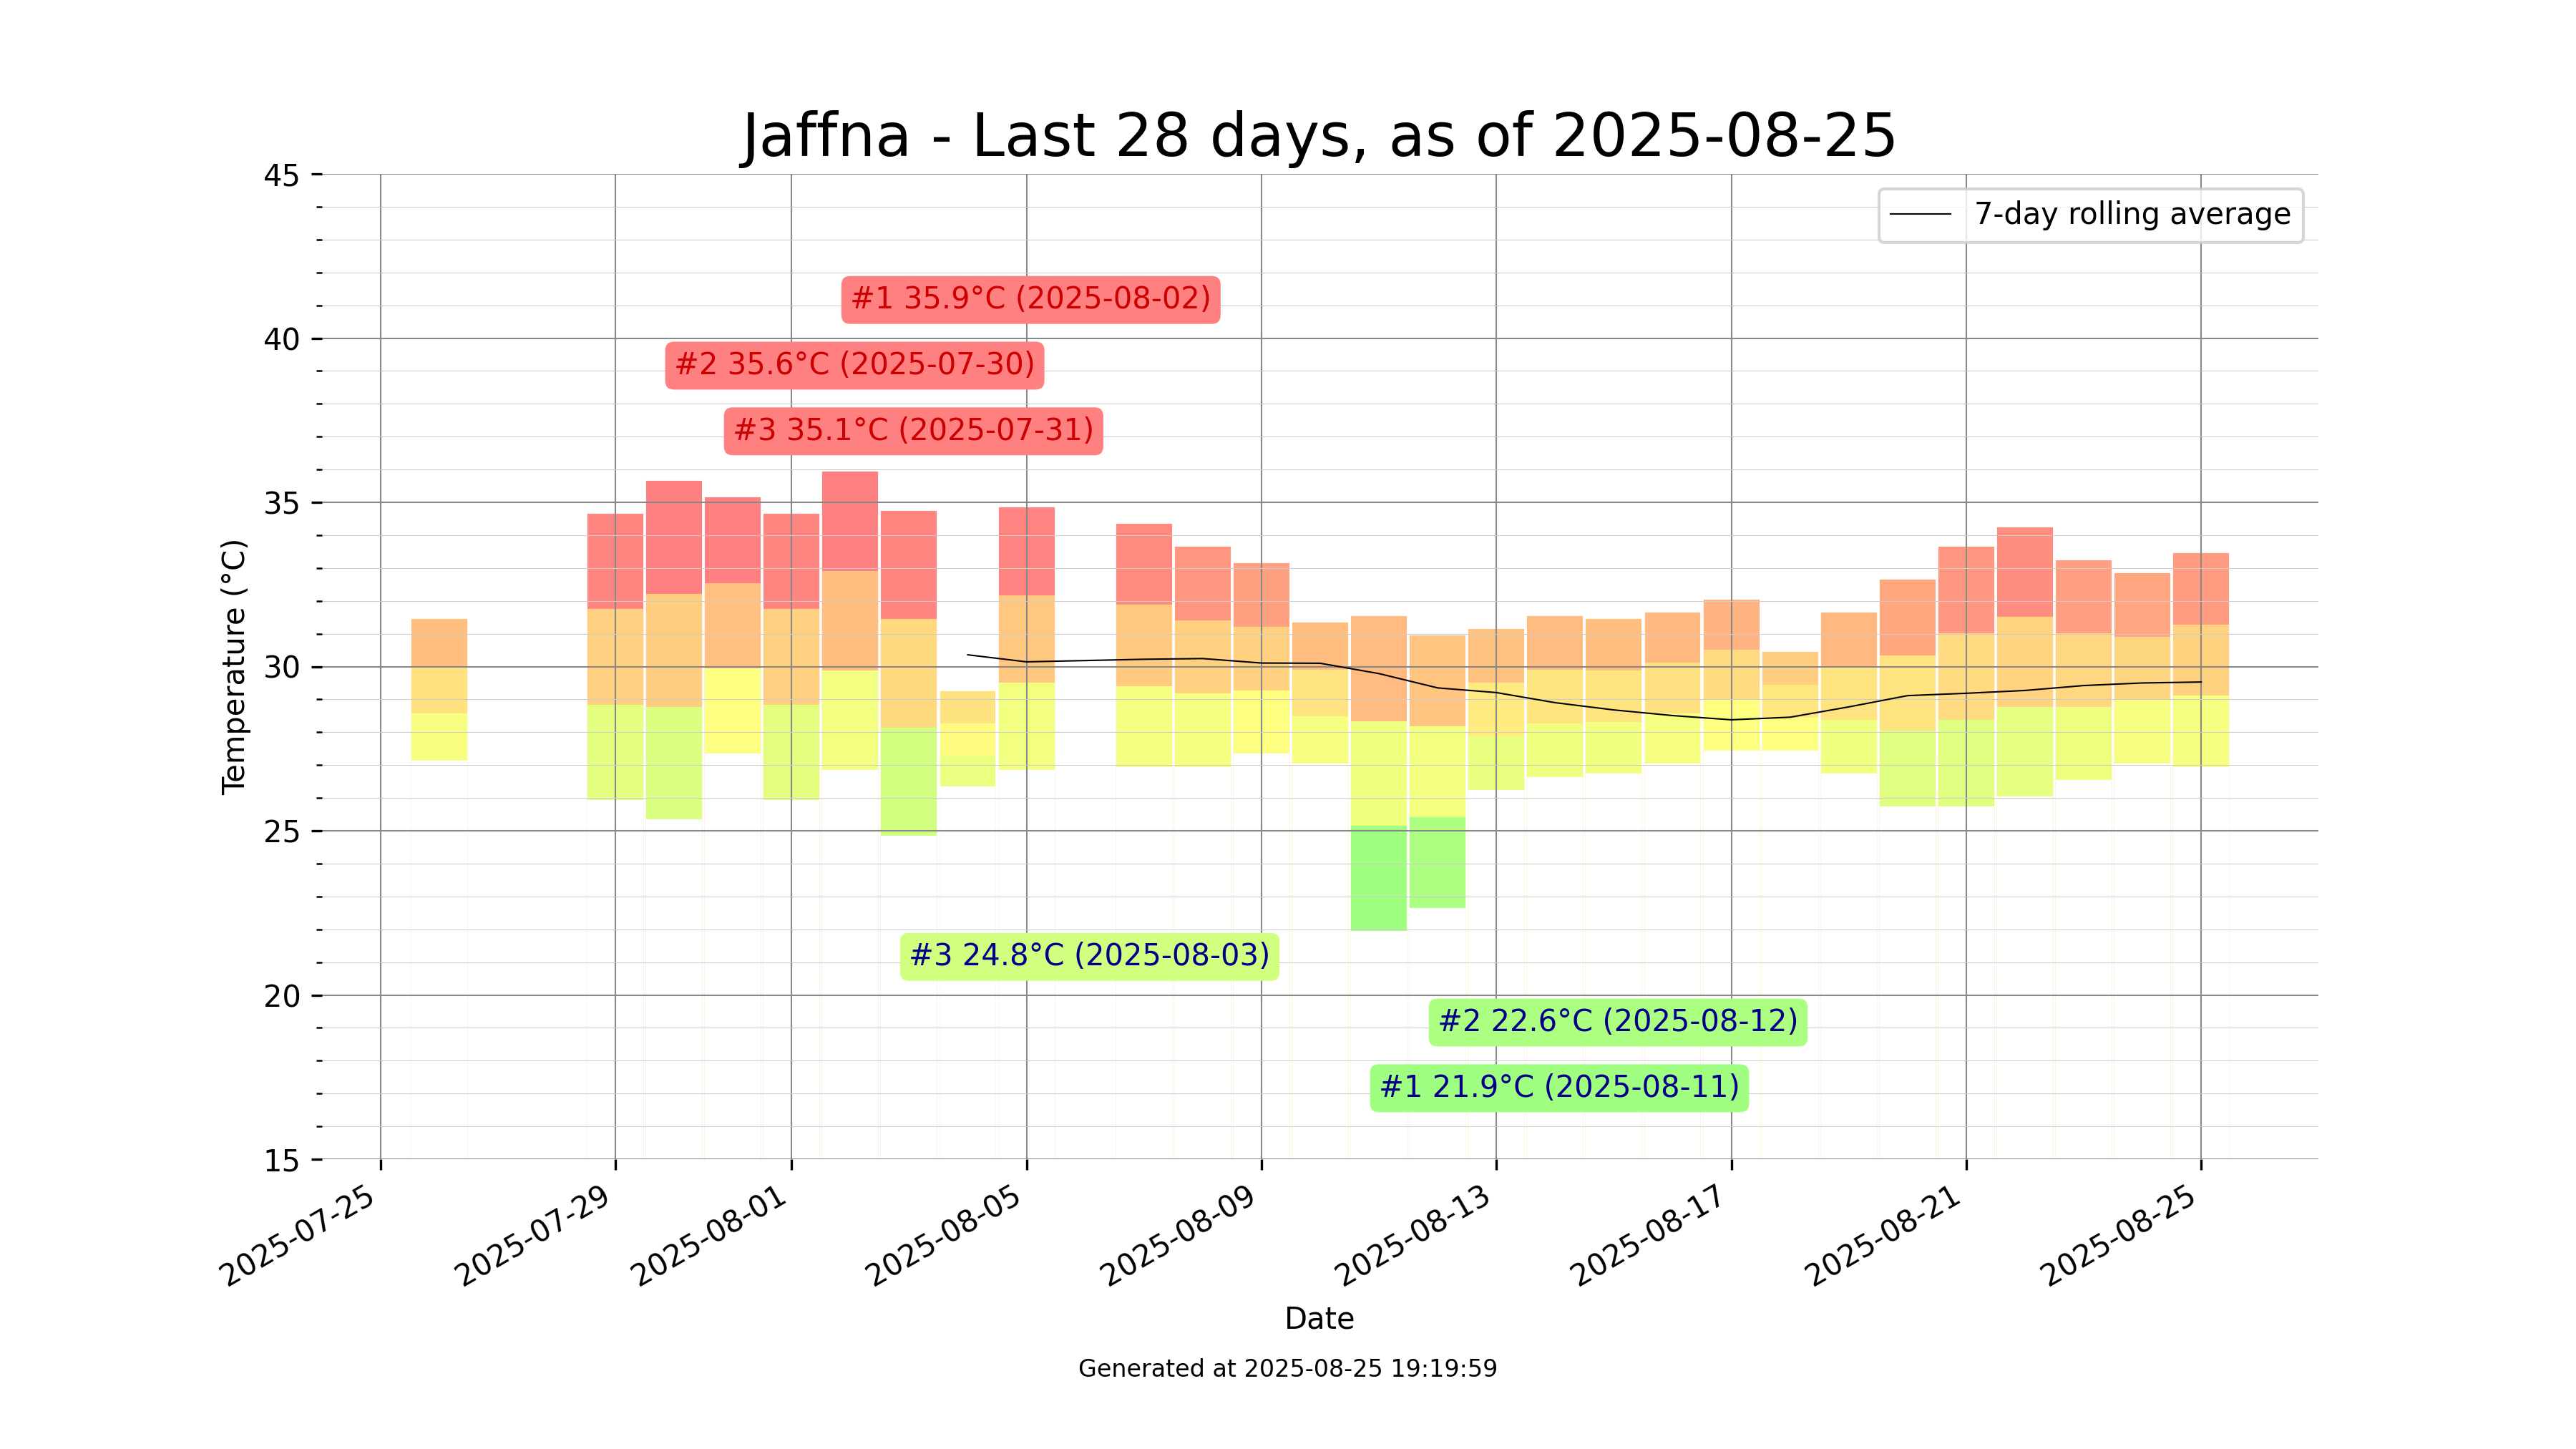 Jaffna - Last 28 days, as of 2025-08-25
45
40
35
30
25
20
15
Temperature (°C)
7-day rolling average
#1 35.9°C (2025-08-02)
#2 35.6°C (2025-07-30)
#3 35.1°C (2025-07-31)
#3 24.8°C (2025-08-03)
#2 22.6°C (2025-08-12)
#1 21.9°C (2025-08-11)
2025-07-25
2025-07-29
2025-08-01
2025-08-05
2025-08-09
2025-08-13
2025-08-17
2025-08-21
2025-08-25
Date
Generated at 2025-08-25 19:19:59